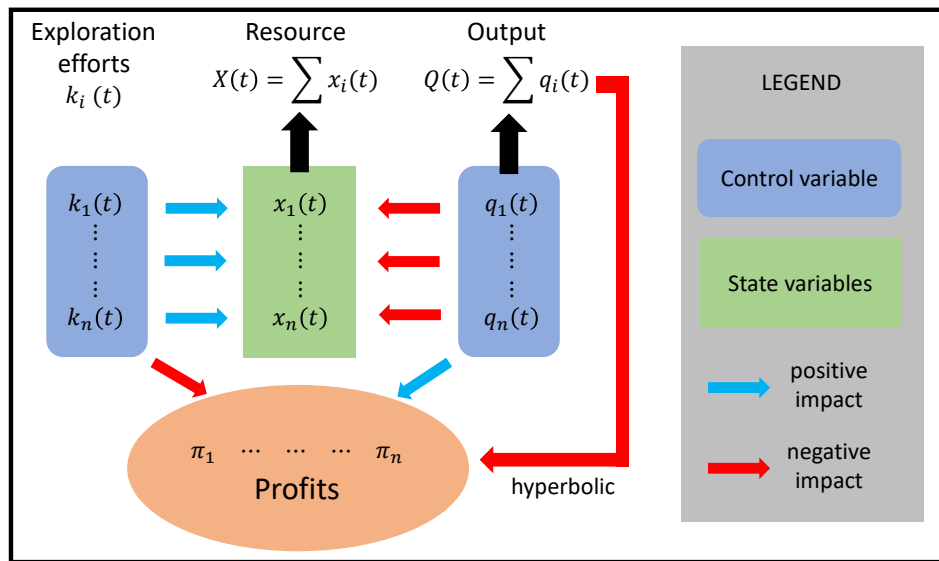 Exploration
efforts
k_i (t)
Resource
X(t) = ∑ x_i(t)
Output
Q(t) = ∑ q_i(t)
k_1(t)
⋮
⋮
k_n(t)
x_1(t)
⋮
⋮
x_n(t)
q_1(t)
⋮
⋮
q_n(t)
π_1 ... ... ... π_n
Profits
hyperbolic
LEGEND
Control variable
State variables
positive
impact
negative
impact